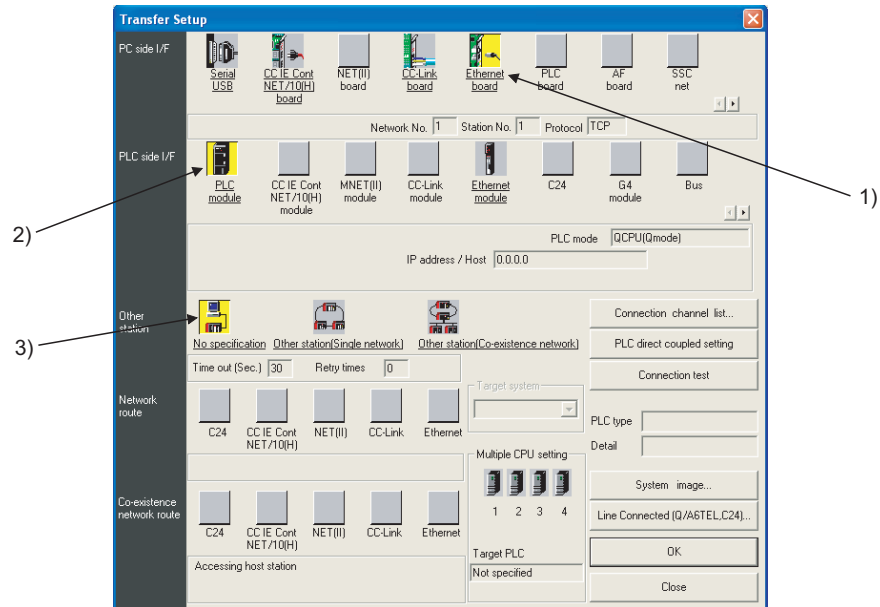 Transfer Setup
PC side I/F
Serial
USB
CC IE Cont
NET/10(H)
board
NET(II)
board
CC-Link
board
Ethernet
board
PLC
board
AF
board
SSC
net
Network No. 1 Station No. 1 Protocol TCP
PLC side I/F
PLC
module
CC IE Cont
NET/10(H)
module
MNET(II)
module
CC-Link
module
Ethernet
module
C24
G4
module
Bus
1)
2)
PLC mode QCPU(Qmode)
IP address / Host 0.0.0.0
Other
station
3)
No specification
Other station(Single network)
Other station(Co-existence network)
Time out (Sec.) 30 Retry times 0
Connection channel list...
PLC direct coupled setting
Connection test
Network
route
C24
CC IE Cont
NET/10(H)
NET(II)
CC-Link
Ethernet
Target system
PLC type
Detail
Multiple CPU setting
1 2 3 4
Target PLC
Not specified
System image...
Line Connected (Q/A6TEL,C24)...
OK
Close
Co-existence
network route
C24
CC IE Cont
NET/10(H)
NET(II)
CC-Link
Ethernet
Accessing host station